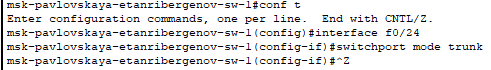 msk-pavlovskaya-etanribergenov-sw-1#conf t
Enter configuration commands, one per line.  End with CNTL/Z.
msk-pavlovskaya-etanribergenov-sw-1(config)#interface f0/24
msk-pavlovskaya-etanribergenov-sw-1(config-if)#switchport mode trunk
msk-pavlovskaya-etanribergenov-sw-1(config-if)#^Z